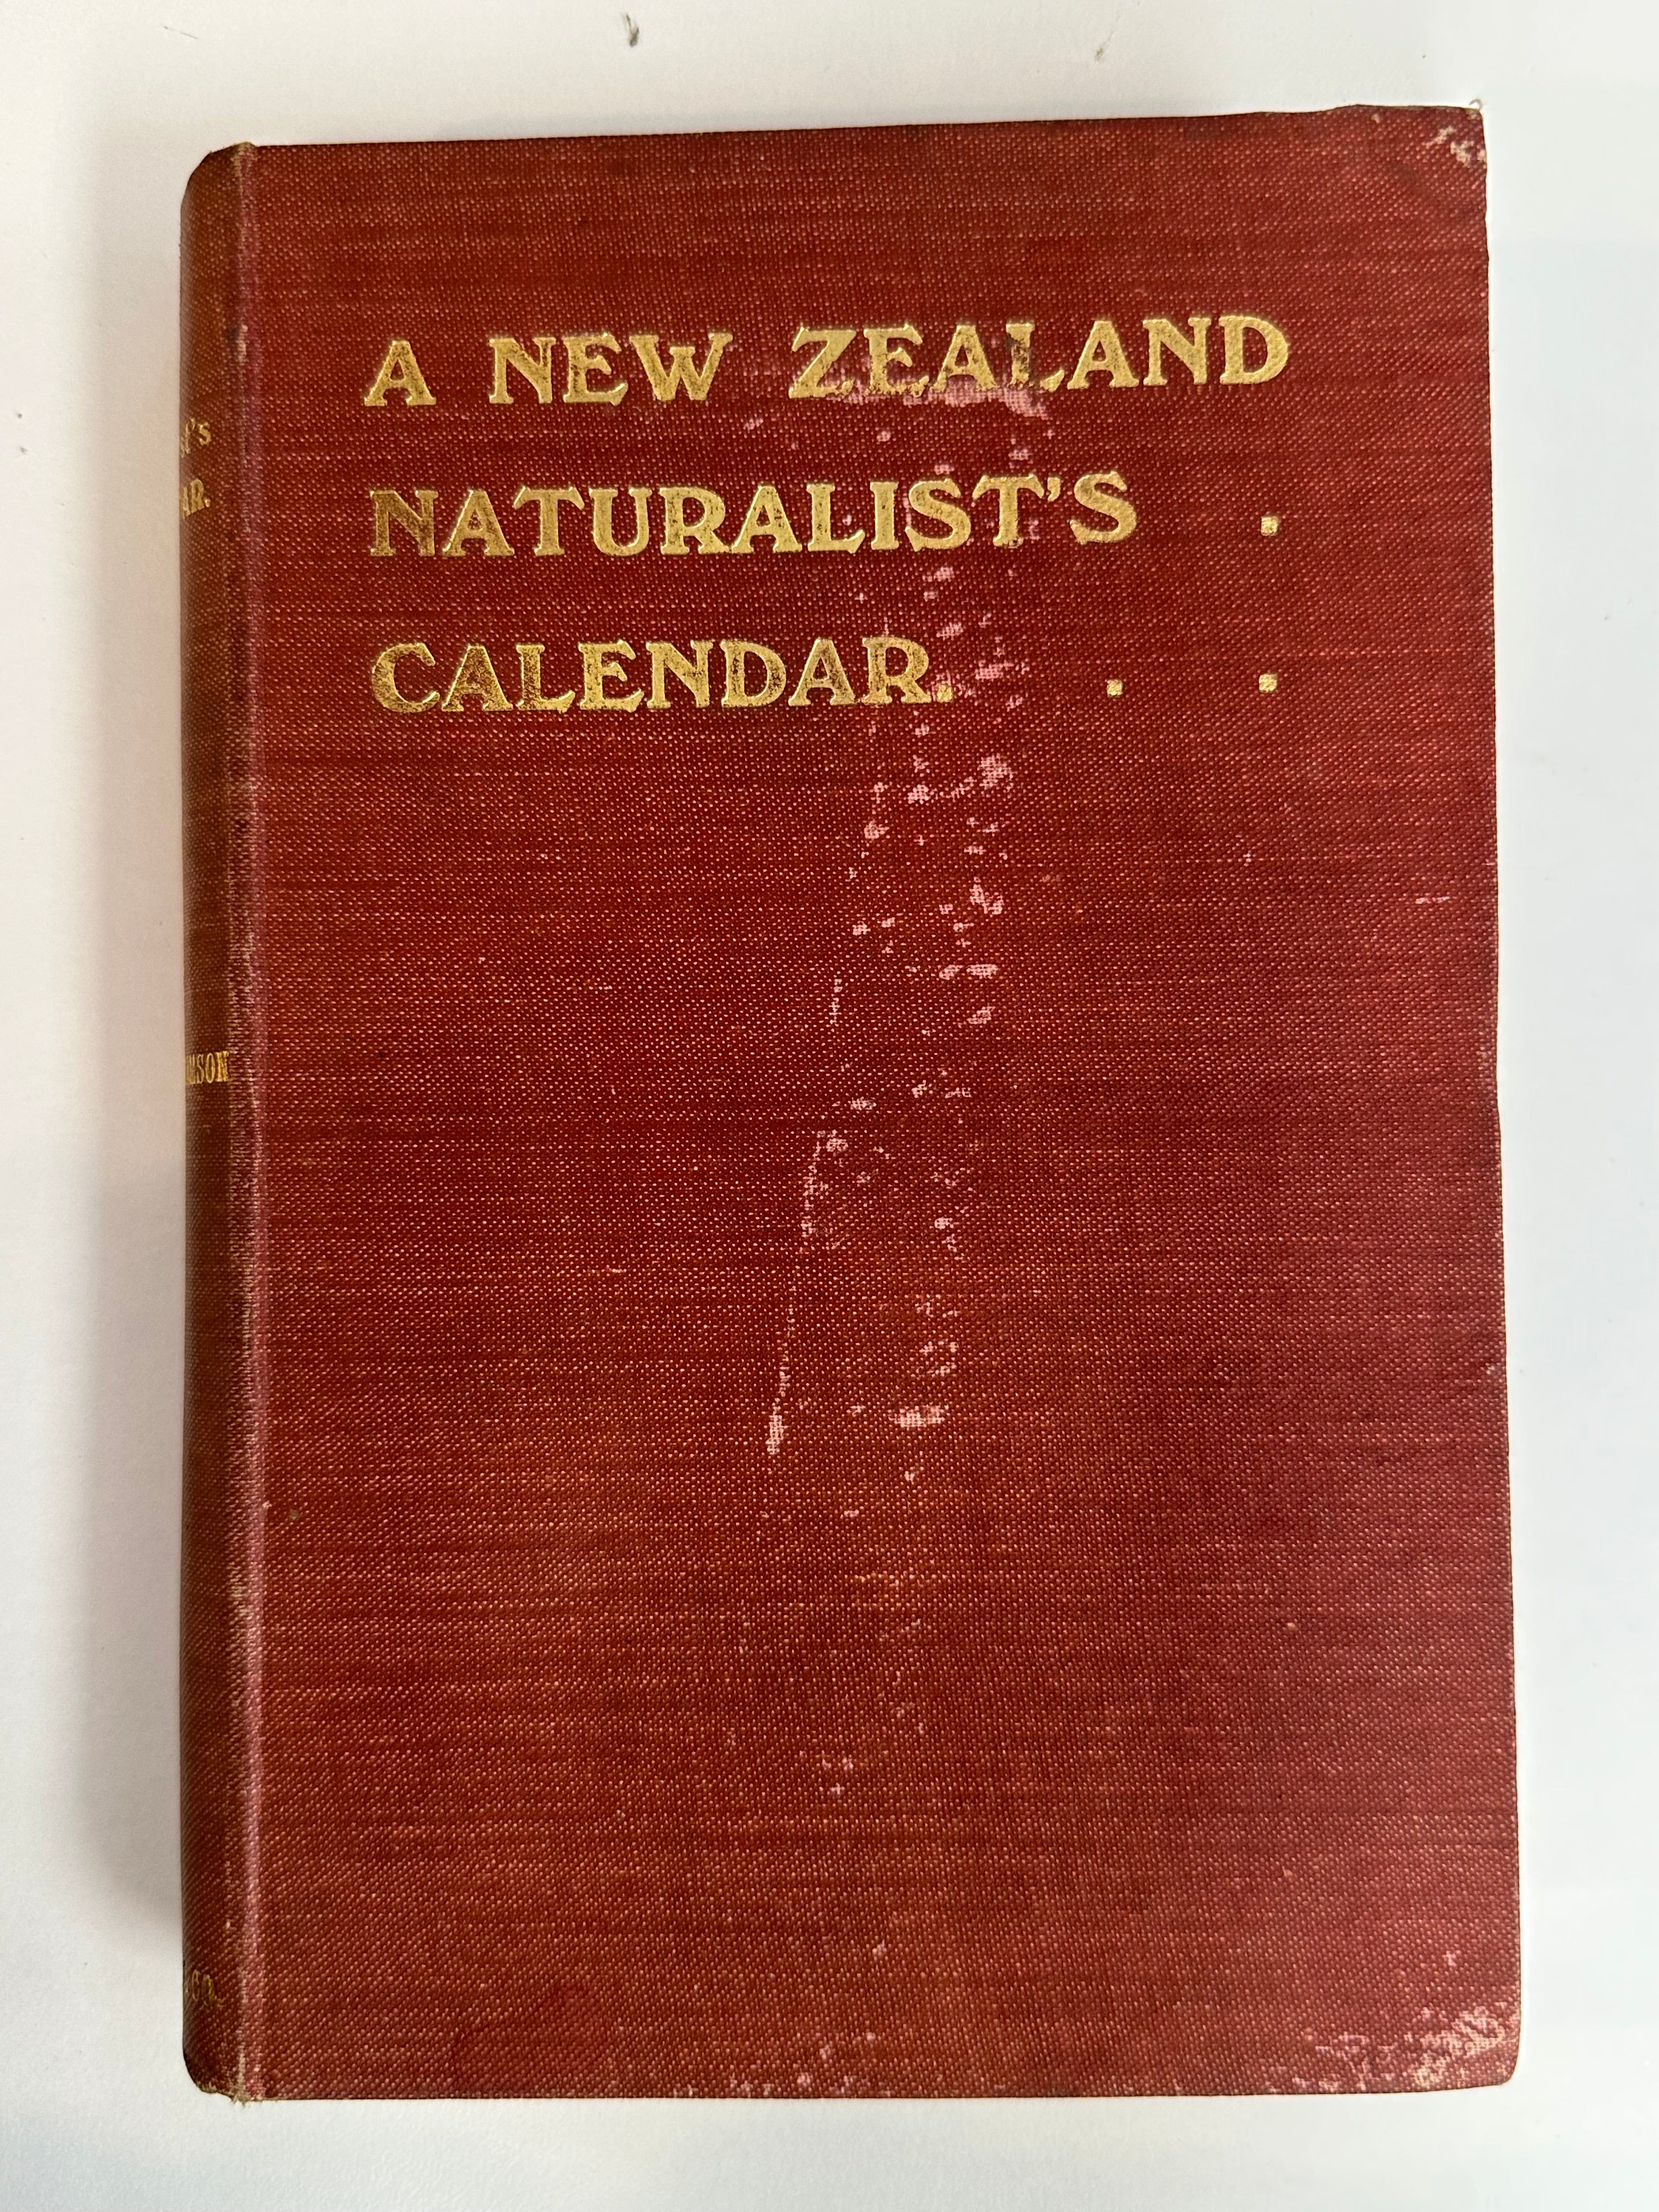 A NEW ZEALAND
NATURALIST'S .
CALENDAR. . .